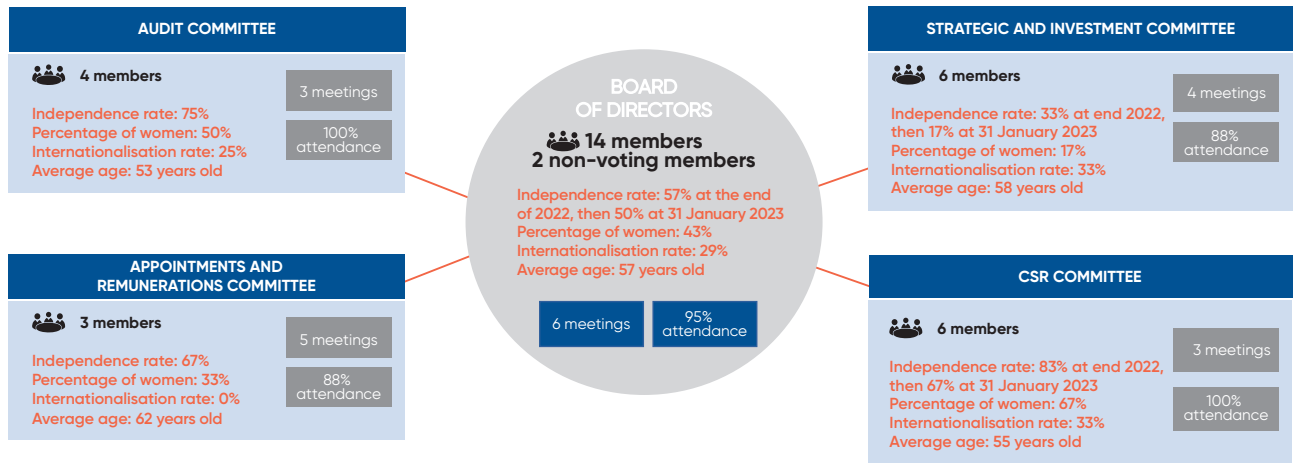 AUDIT COMMITTEE
4 members
Independence rate: 75%
Percentage of women: 50%
Internationalisation rate: 25%
Average age: 53 years old
3 meetings
100%
attendance
APPOINTMENTS AND
REMUNERATIONS COMMITTEE
3 members
Independence rate: 67%
Percentage of women: 33%
Internationalisation rate: 0%
Average age: 62 years old
5 meetings
88%
attendance
BOARD
OF DIRECTORS
14 members
2 non-voting members
Independence rate: 57% at the end
of 2022, then 50% at 31 January 2023
Percentage of women: 43%
Internationalisation rate: 29%
Average age: 57 years old
6 meetings
95%
attendance
STRATEGIC AND INVESTMENT COMMITTEE
6 members
Independence rate: 33% at end 2022,
then 17% at 31 January 2023
Percentage of women: 17%
Internationalisation rate: 33%
Average age: 58 years old
4 meetings
88%
attendance
CSR COMMITTEE
6 members
Independence rate: 83% at end 2022,
then 67% at 31 January 2023
Percentage of women: 67%
Internationalisation rate: 33%
Average age: 55 years old
3 meetings
100%
attendance